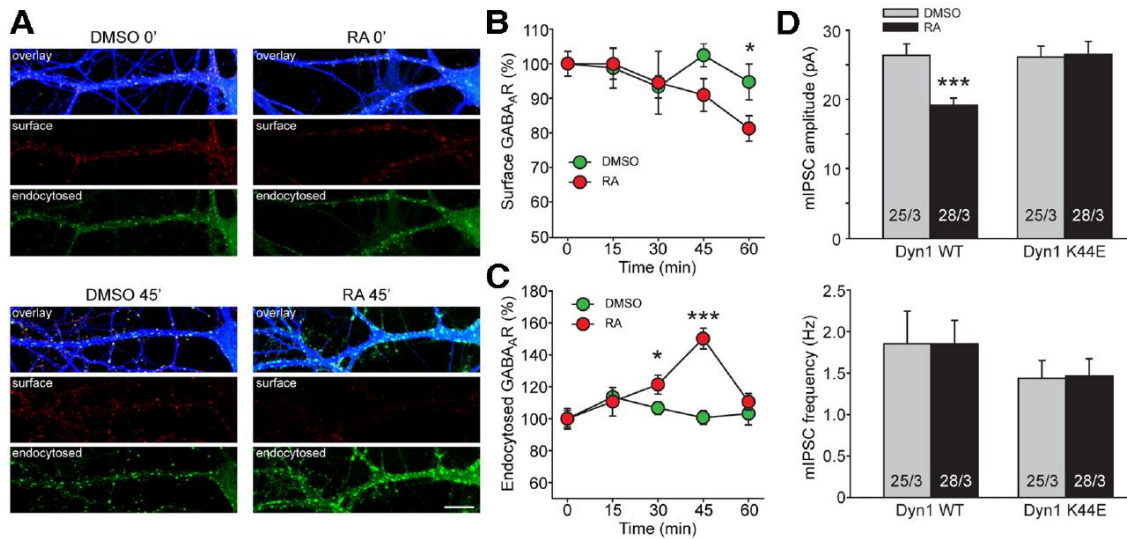 A
DMSO 0'
RA 0'
overlay
overlay
surface
surface
endocytosed
endocytosed
DMSO 45'
RA 45'
overlay
overlay
surface
surface
endocytosed
endocytosed
B
Surface GABA_AR (%)
110
100
90
80
70
60
50
*
DMSO
RA
0 15 30 45 60
Time (min)
C
Endocytosed GABA_AR (%)
180
160
140
120
100
80
60
DMSO
RA
*
***
0 15 30 45 60
Time (min)
D
DMSO
RA
mIPSC amplitude (pA)
30
25
20
15
10
5
0
***
25/3 28/3 25/3 28/3
Dyn1 WT Dyn1 K44E
mIPSC frequency (Hz)
2.5
2.0
1.5
1.0
0.5
0
25/3 28/3 25/3 28/3
Dyn1 WT Dyn1 K44E